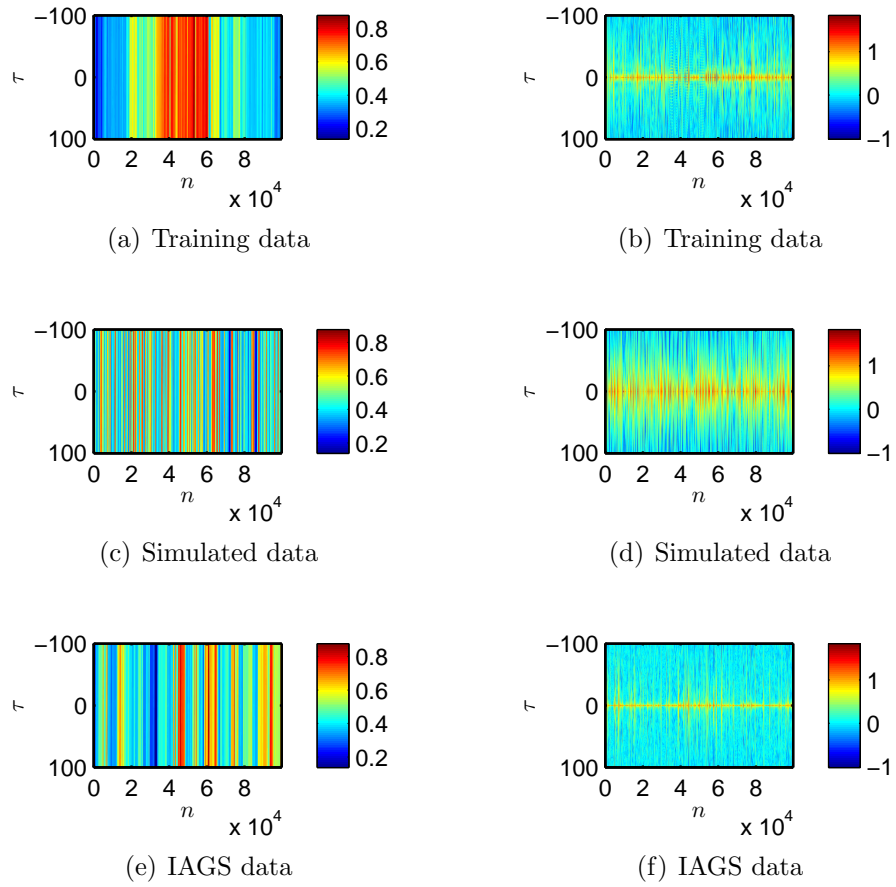 −100
0
100
τ
0 2 4 6 8
n
x 10^4
0.8
0.6
0.4
0.2
(a) Training data
−100
0
100
τ
0 2 4 6 8
n
x 10^4
1
0
−1
(b) Training data
−100
0
100
τ
0 2 4 6 8
n
x 10^4
0.8
0.6
0.4
0.2
(c) Simulated data
−100
0
100
τ
0 2 4 6 8
n
x 10^4
1
0
−1
(d) Simulated data
−100
0
100
τ
0 2 4 6 8
n
x 10^4
0.8
0.6
0.4
0.2
(e) IAGS data
−100
0
100
τ
0 2 4 6 8
n
x 10^4
1
0
−1
(f) IAGS data